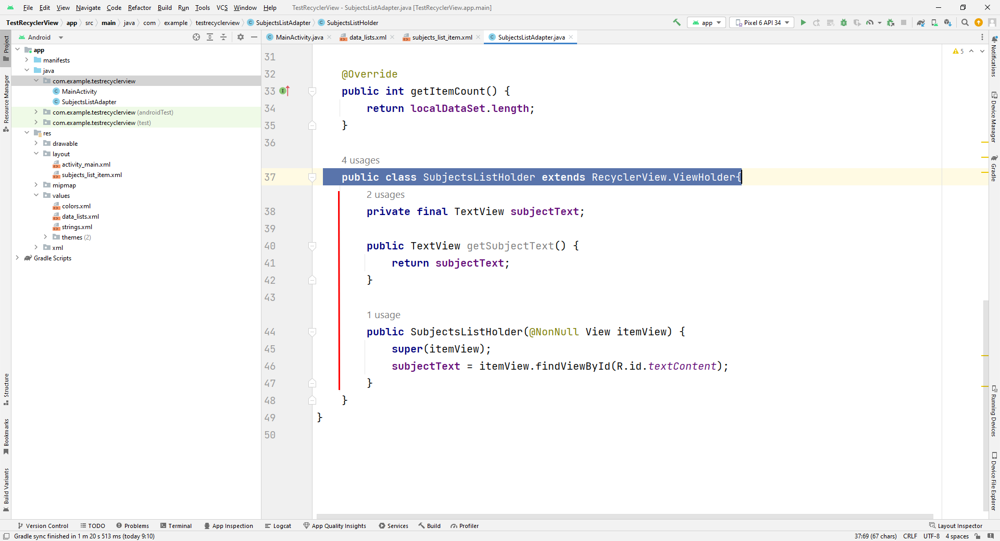 File Edit View Navigate Code Refactor Build Run Tools VCS Window Help TestRecyclerView - SubjectsListAdapter.java [TestRecyclerView.app.main]
TestRecyclerView app src main java com example testrecyclerview SubjectsListAdapter SubjectsListHolder app Pixel 6 API 34
Android
MainActivity.java data_lists.xml subjects_list_item.xml SubjectsListAdapter.java
Project
Resource Manager
Structure
Bookmarks
Build Variants
app
manifests
java
com.example.testrecyclerview
MainActivity
SubjectsListAdapter
com.example.testrecyclerview (androidTest)
com.example.testrecyclerview (test)
res
drawable
layout
activity_main.xml
subjects_list_item.xml
mipmap
values
colors.xml
data_lists.xml
strings.xml
themes (2)
xml
Gradle Scripts
5
31
32 @Override
33 public int getItemCount() {
34 return localDataSet.length;
35 }
36
4 usages
37 public class SubjectsListHolder extends RecyclerView.ViewHolder{
2 usages
38 private final TextView subjectText;
39
40 public TextView getSubjectText() {
41 return subjectText;
42 }
43
1 usage
44 public SubjectsListHolder(@NonNull View itemView) {
45 super(itemView);
46 subjectText = itemView.findViewById(R.id.textContent);
47 }
48 }
49 }
50
Notifications
Device Manager
Gradle
Running Devices
Device File Explorer
Version Control TODO Problems Terminal App Inspection Logcat App Quality Insights Services Build Profiler Layout Inspector
Gradle sync finished in 1 m 20 s 513 ms (today 9:10) 37:69 (67 chars) CRLF UTF-8 4 spaces